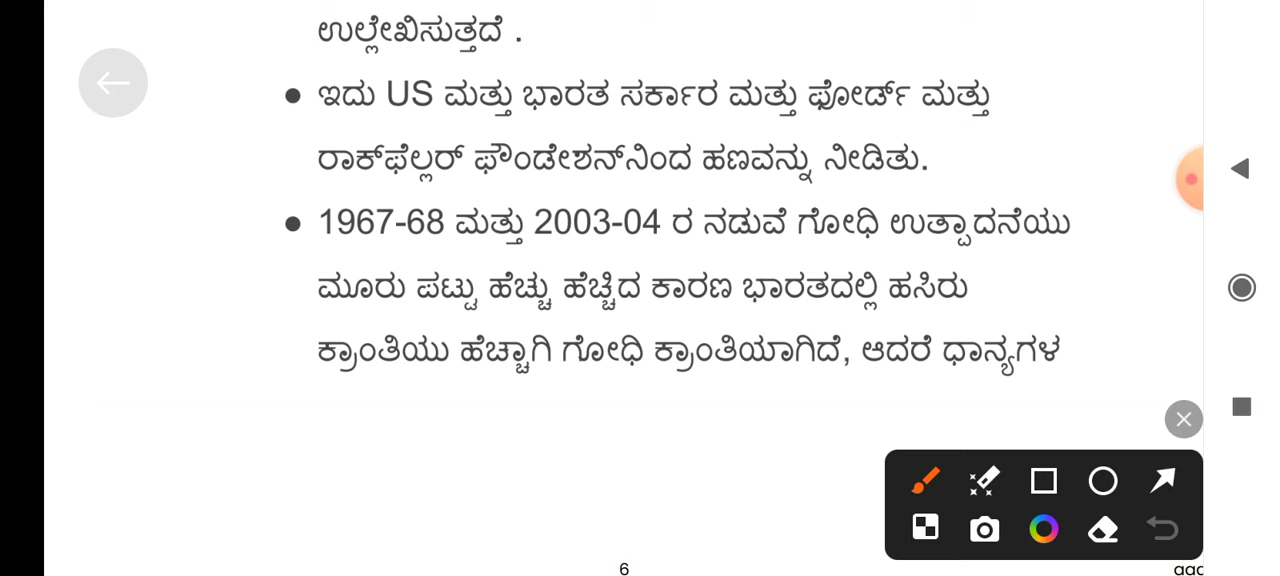 ಉಲ್ಲೇಖಿಸುತ್ತದೆ .
● ಇದು US ಮತ್ತು ಭಾರತ ಸರ್ಕಾರ ಮತ್ತು ಫೋರ್ಡ್ ಮತ್ತು
ರಾಕ್‌ಫೆಲ್ಲರ್ ಫೌಂಡೇಶನ್‌ನಿಂದ ಹಣವನ್ನು ನೀಡಿತು.
● 1967-68 ಮತ್ತು 2003-04 ರ ನಡುವೆ ಗೋಧಿ ಉತ್ಪಾದನೆಯು
ಮೂರು ಪಟ್ಟು ಹೆಚ್ಚು ಹೆಚ್ಚಿದ ಕಾರಣ ಭಾರತದಲ್ಲಿ ಹಸಿರು
ಕ್ರಾಂತಿಯು ಹೆಚ್ಚಾಗಿ ಗೋಧಿ ಕ್ರಾಂತಿಯಾಗಿದೆ, ಆದರೆ ಧಾನ್ಯಗಳ
6